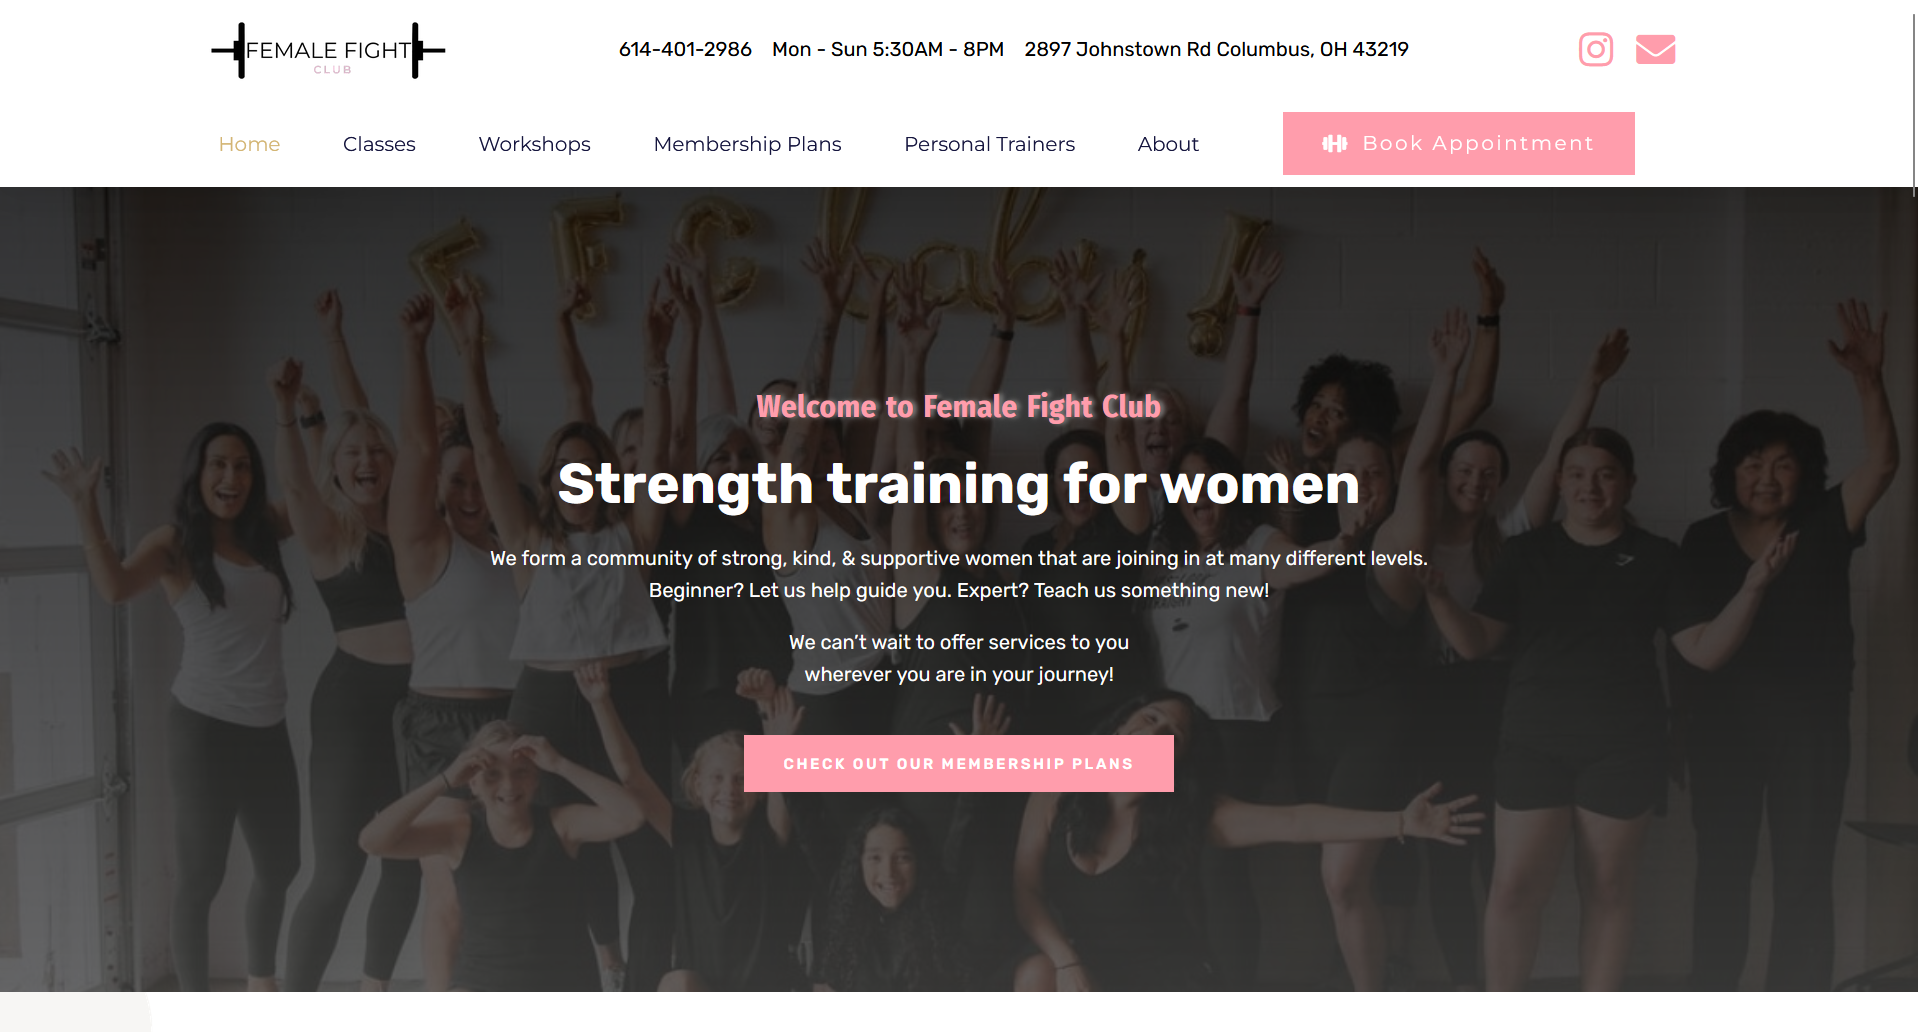 FEMALE FIGHT
CLUB
614-401-2986 Mon - Sun 5:30AM - 8PM 2897 Johnstown Rd Columbus, OH 43219
Home Classes Workshops Membership Plans Personal Trainers About Book Appointment
FFC baby!
Welcome to Female Fight Club
Strength training for women
We form a community of strong, kind, & supportive women that are joining in at many different levels.
Beginner? Let us help guide you. Expert? Teach us something new!
We can’t wait to offer services to you
wherever you are in your journey!
CHECK OUT OUR MEMBERSHIP PLANS